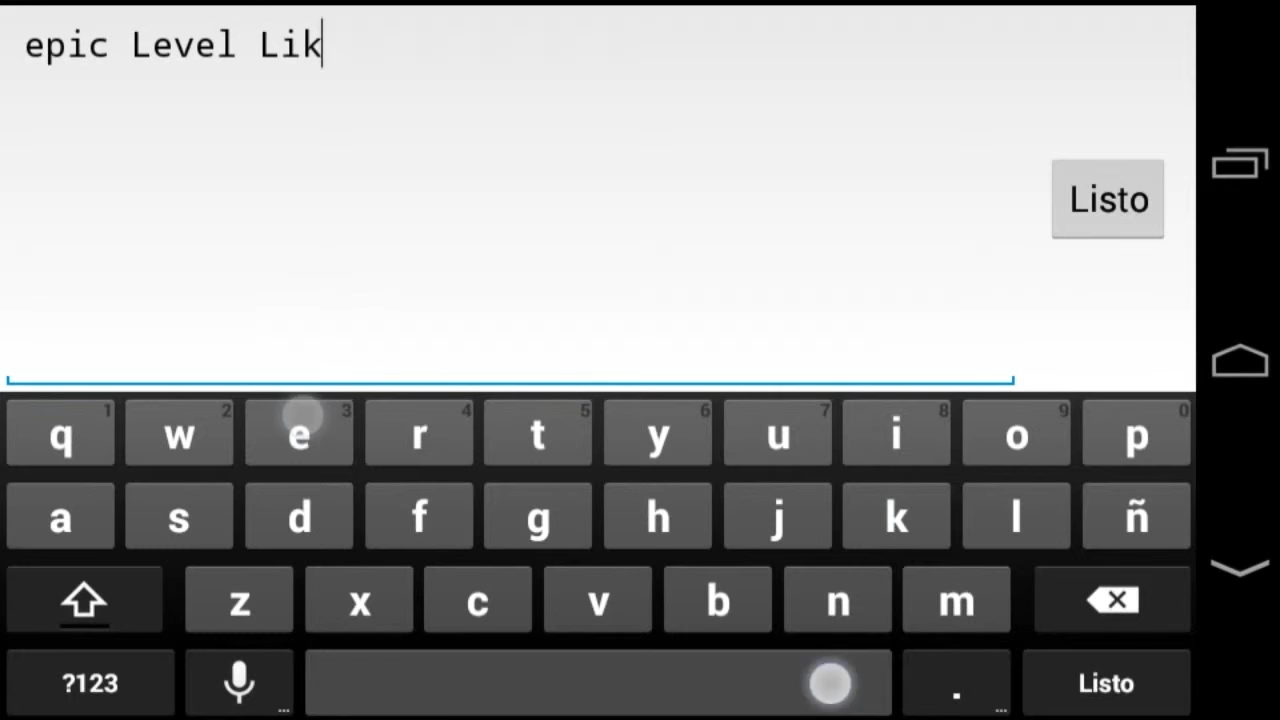 epic Level Lik
Listo
q 1 w 2 e 3 r 4 t 5 y 6 u 7 i 8 o 9 p 0
a s d f g h j k l ñ
z x c v b n m
?123 ... . ... Listo